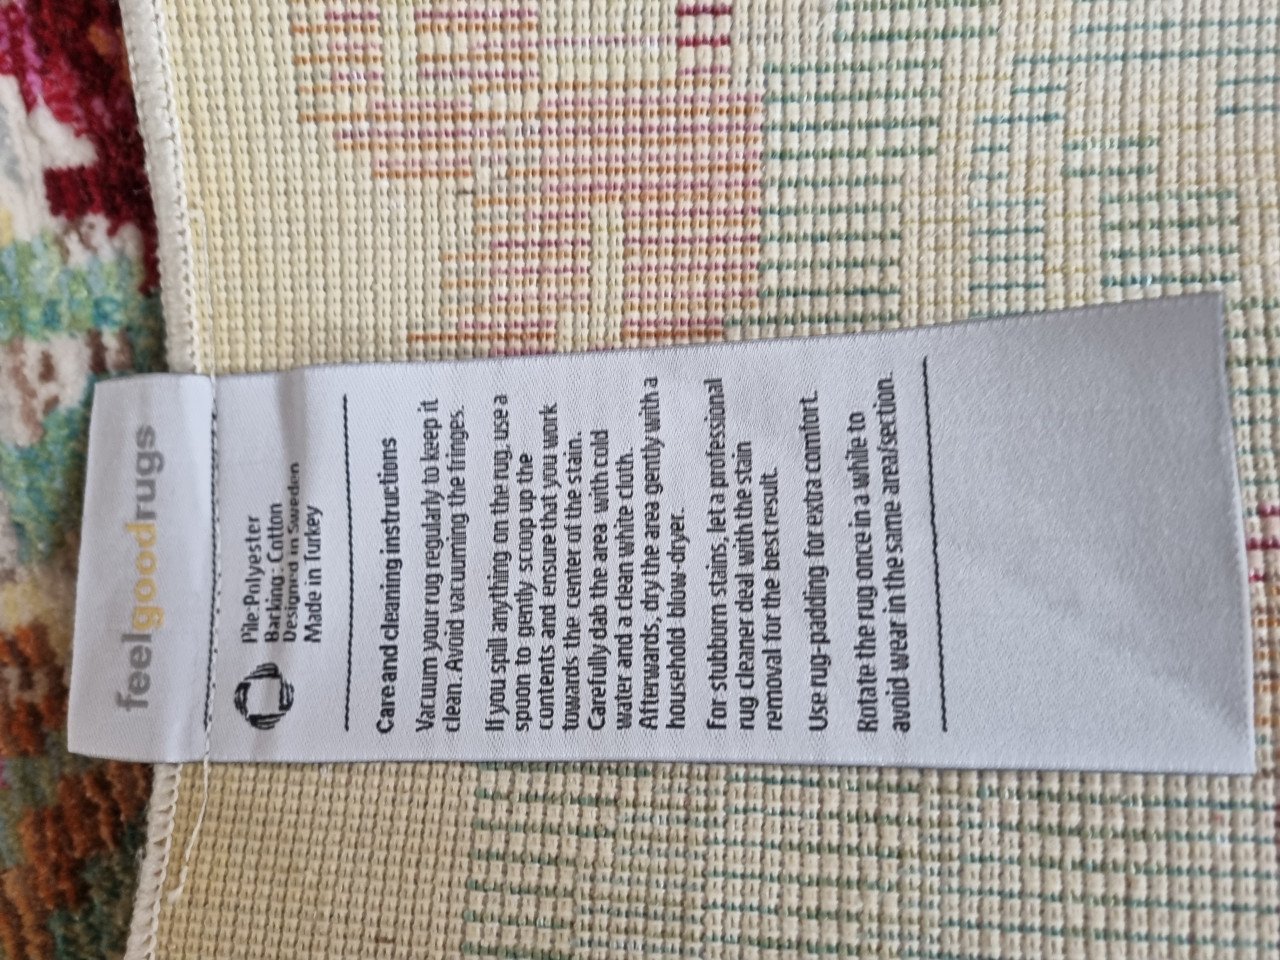 feelgoodrugs
Pile: Polyester
Barking: Cotton
Designed in Sweden
Made in Turkey
Care and cleaning instructions
Vacuum your rug regularly to keep it
clean. Avoid vacuuming the fringes.
If you spill anything on the rug, use a
spoon to gently scoop up the
contents and ensure that you work
towards the center of the stain.
Carefully dab the area with cold
water and a clean white cloth.
Afterwards, dry the area gently with a
household blow-dryer.
For stubborn stains, let a professional
rug cleaner deal with the stain
removal for the best result.
Use rug-padding for extra comfort.
Rotate the rug once in a while to
avoid wear in the same area/section.